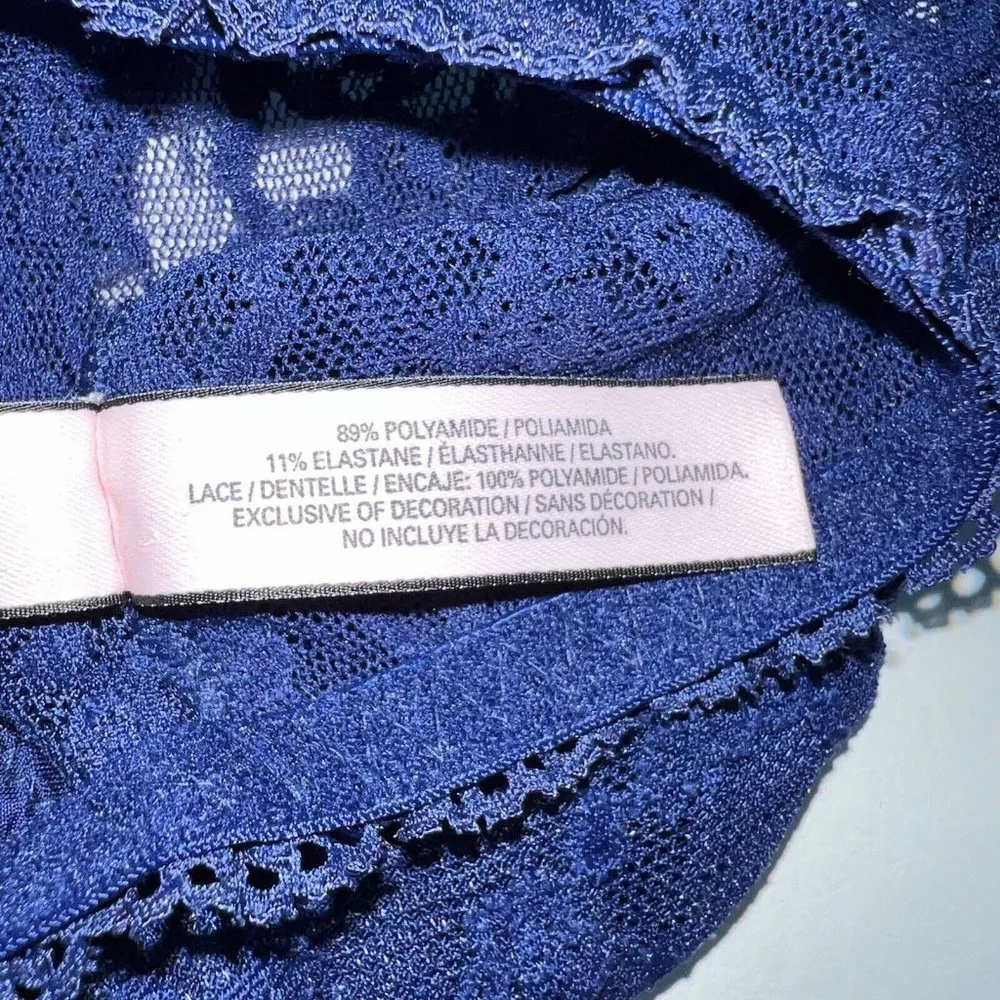 89% POLYAMIDE / POLIAMIDA
11% ELASTANE / ÉLASTHANNE / ELASTANO.
LACE / DENTELLE / ENCAJE: 100% POLYAMIDE / POLIAMIDA.
EXCLUSIVE OF DECORATION / SANS DÉCORATION /
NO INCLUYE LA DECORACIÓN.